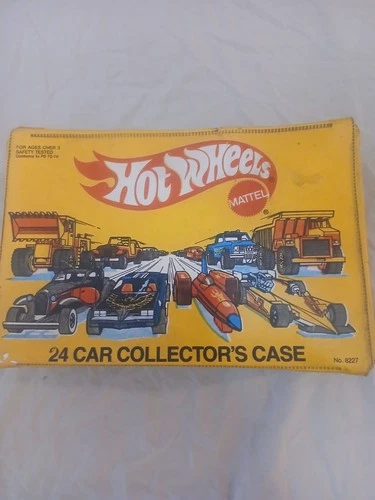 FOR AGES OVER 3
SAFETY TESTED
HOT WHEELS
MATTEL
®
24 CAR COLLECTOR'S CASE
No. 8227